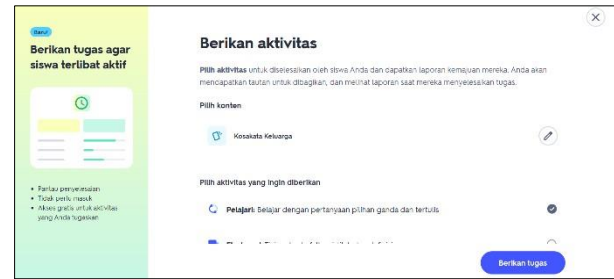 Baru!
Berikan tugas agar
siswa terlibat aktif
• Pantau penyelesaian
• Tidak perlu masuk
• Akses gratis untuk aktivitas
yang Anda tugaskan
Berikan aktivitas
Pilih aktivitas untuk diselesaikan oleh siswa Anda dan dapatkan laporan kemajuan mereka. Anda akan
mendapatkan tautan untuk dibagikan, dan melihat laporan saat mereka menyelesaikan tugas.
Pilih konten
Kosakata Keluarga
Pilih aktivitas yang ingin diberikan
Pelajari: Belajar dengan pertanyaan pilihan ganda dan tertulis
Berikan tugas